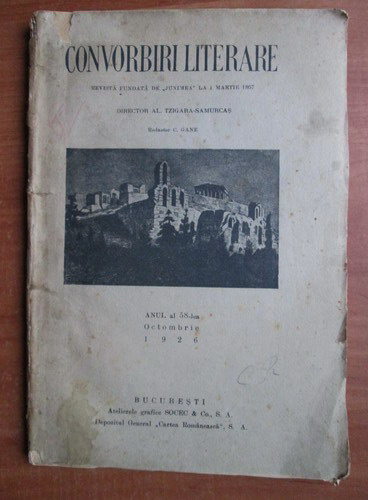 CONVORBIRI LITERARE
REVISTĂ FUNDATĂ DE „JUNIMEA" LA 1 MARTIE 1867
DIRECTOR AL. TZIGARA-SAMURCAȘ
Redactor C. GANE
ANUL al 58-lea
Octombrie
1926
BUCUREȘTI
Atelierele grafice SOCEC & Co., S. A.
Depozitul General „Cartea Românească", S. A.